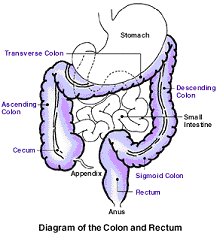 Stomach
Transverse Colon
Descending
Colon
Ascending
Colon
Small
Intestine
Cecum
Appendix
Sigmoid Colon
Rectum
Anus
Diagram of the Colon and Rectum